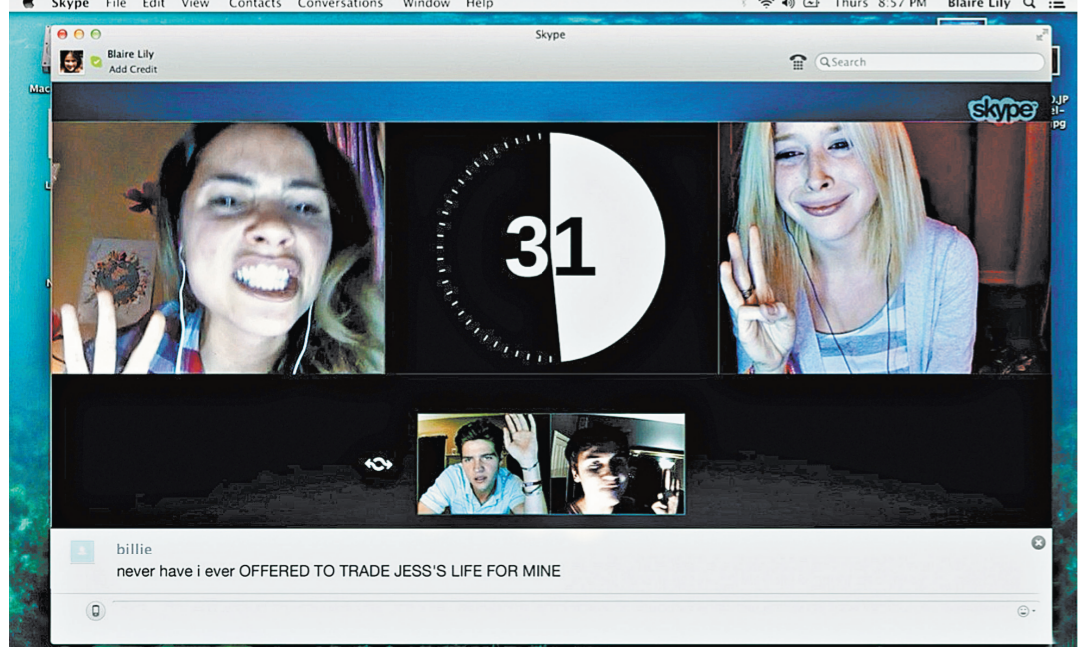 Skype File Edit View Contacts Conversations Window Help Thurs 8:57 PM Blaire Lily
Skype
Blaire Lily
Add Credit
Search
Mac
skype
31
billie
never have i ever OFFERED TO TRADE JESS'S LIFE FOR MINE